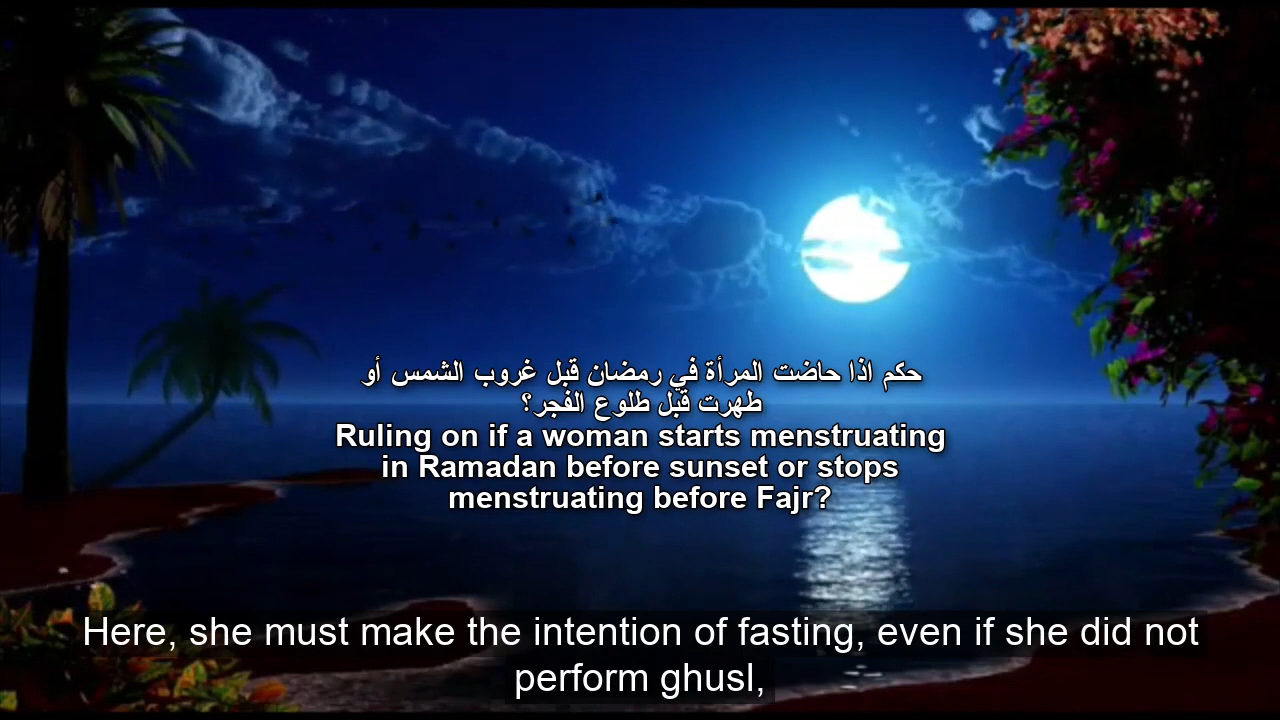 حكم اذا حاضت المرأة في رمضان قبل غروب الشمس أو
طهرت قبل طلوع الفجر؟
Ruling on if a woman starts menstruating
in Ramadan before sunset or stops
menstruating before Fajr?
Here, she must make the intention of fasting, even if she did not
perform ghusl,